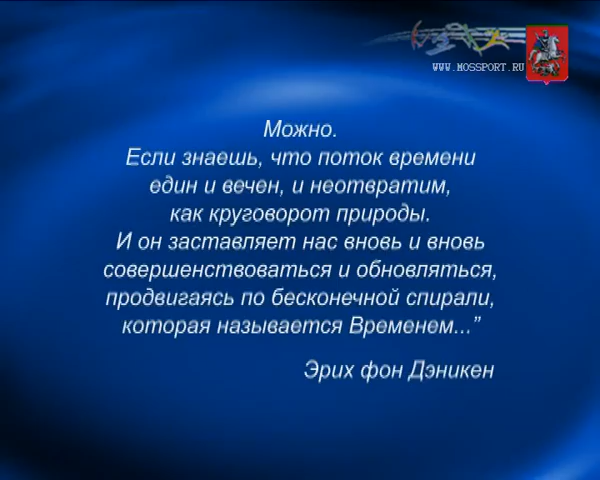 WWW.MOSSPORT.RU
Можно.
Если знаешь, что поток времени
един и вечен, и неотвратим,
как круговорот природы.
И он заставляет нас вновь и вновь
совершенствоваться и обновляться,
продвигаясь по бесконечной спирали,
которая называется Временем...”
Эрих фон Дэникен